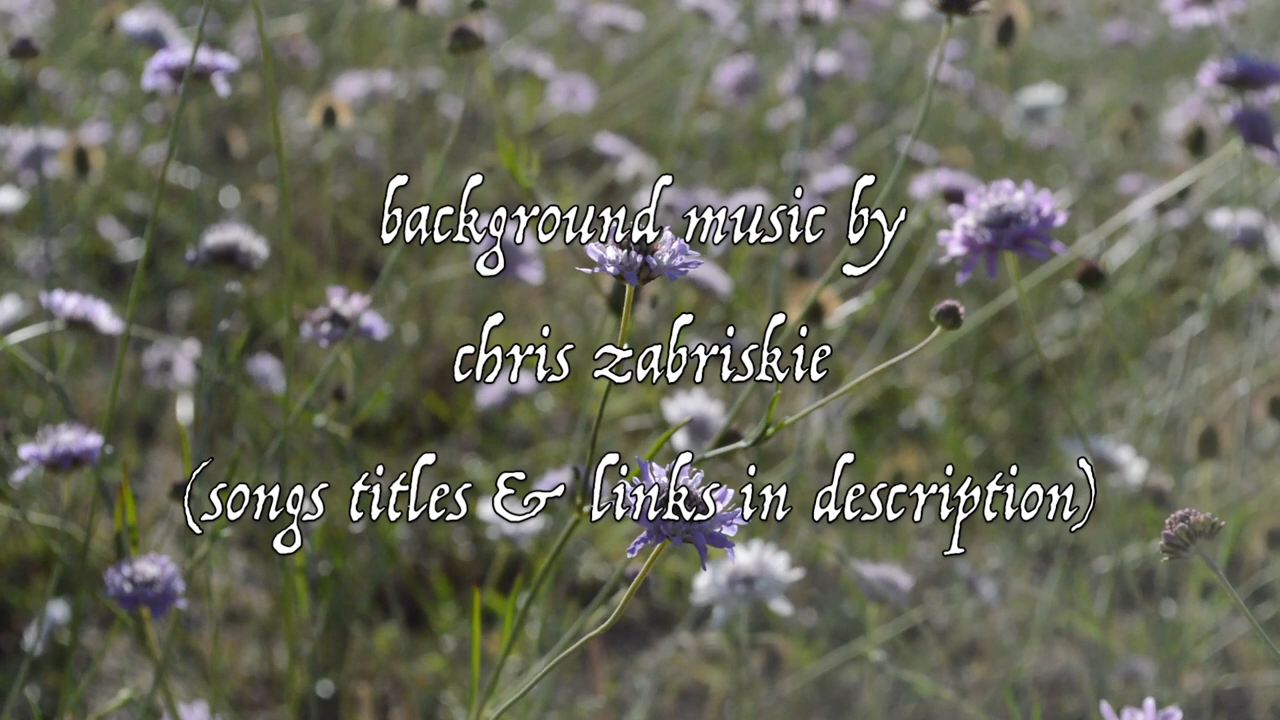 background music by
chris zabriskie
(songs titles & links in description)